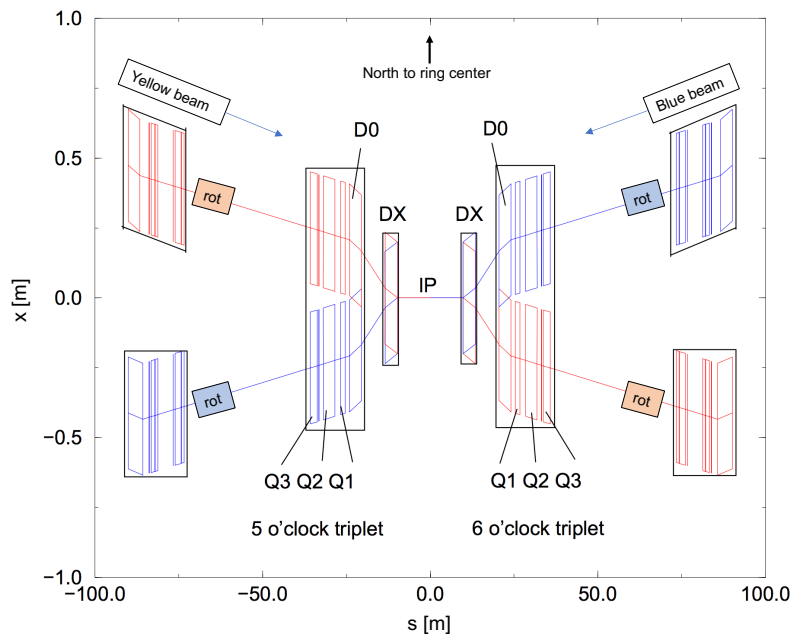 1.0
North to ring center
Yellow beam
Blue beam
D0
D0
0.5
rot
rot
DX
DX
x [m]
0.0
IP
rot
rot
−0.5
Q3 Q2 Q1
Q1 Q2 Q3
5 o’clock triplet
6 o’clock triplet
−1.0
−100.0
−50.0
0.0
50.0
100.0
s [m]